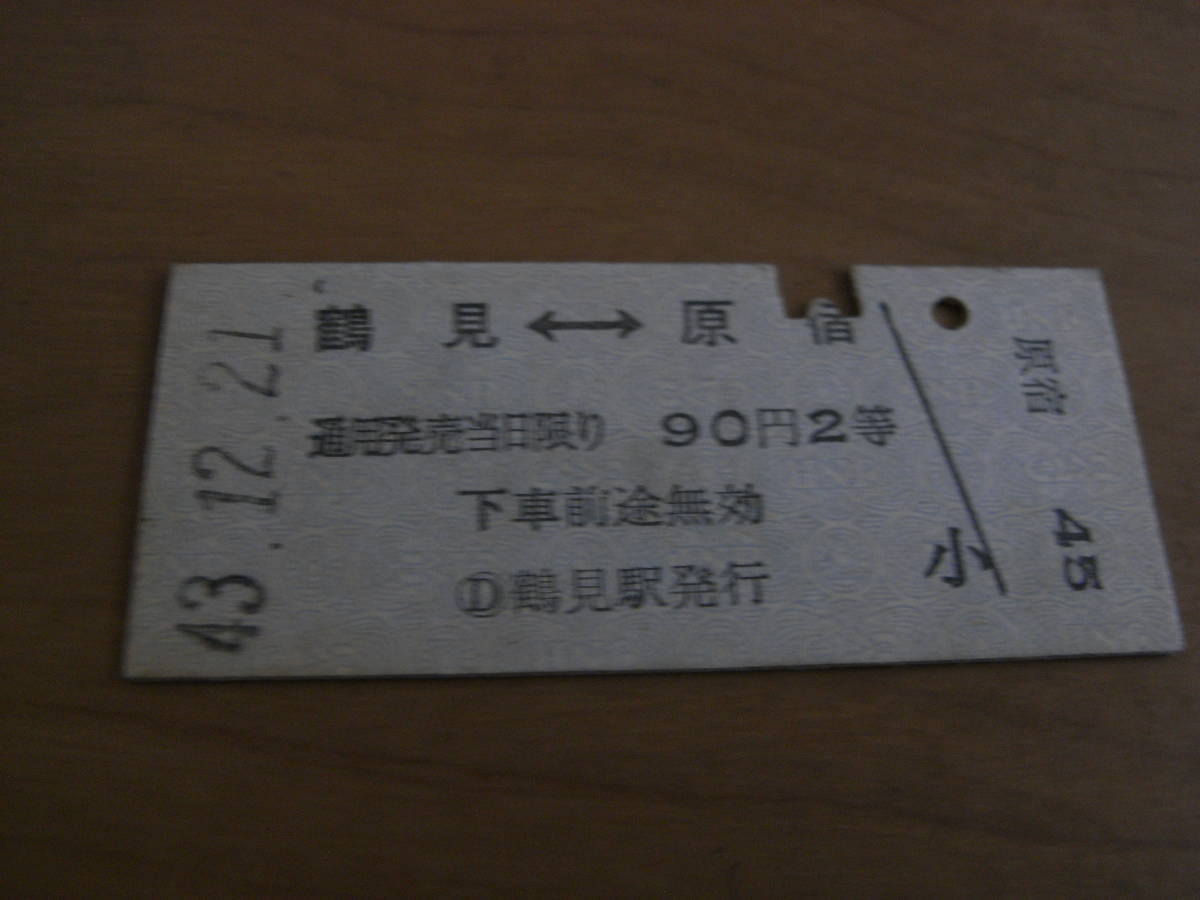 43.12.21
鶴見↔原宿
通用発売当日限り 90円2等
下車前途無効
Ⓓ鶴見駅発行
小
原宿
45